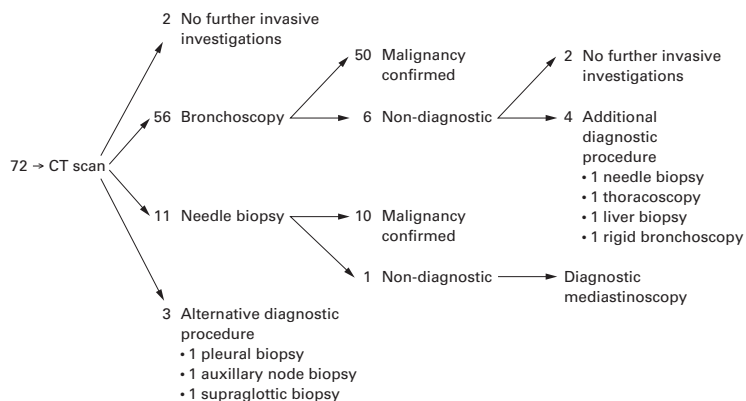 72 → CT scan
2 No further invasive
investigations
56 Bronchoscopy
50 Malignancy
confirmed
6 Non-diagnostic
2 No further invasive
investigations
4 Additional
diagnostic
procedure
• 1 needle biopsy
• 1 thoracoscopy
• 1 liver biopsy
• 1 rigid bronchoscopy
11 Needle biopsy
10 Malignancy
confirmed
1 Non-diagnostic
Diagnostic
mediastinoscopy
3 Alternative diagnostic
procedure
• 1 pleural biopsy
• 1 auxillary node biopsy
• 1 supraglottic biopsy